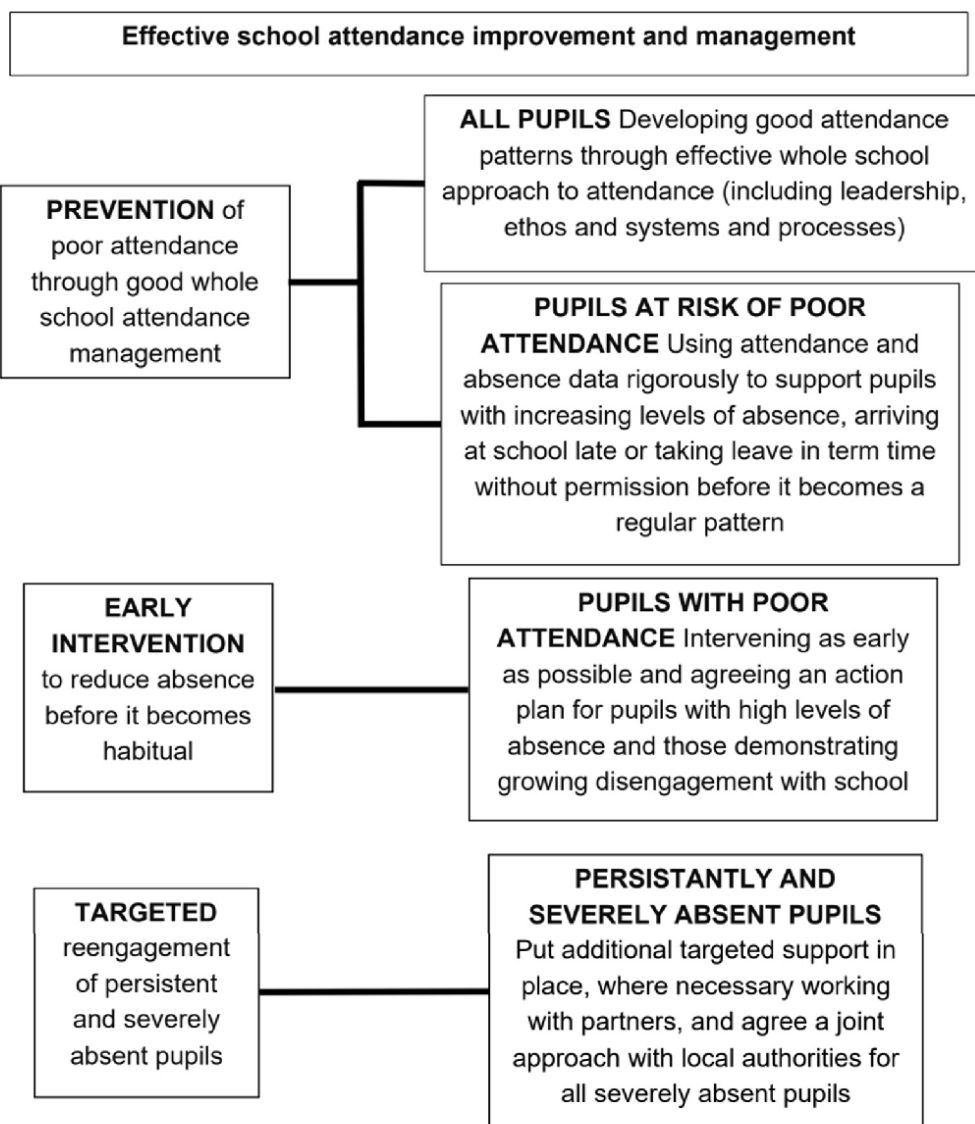 Effective school attendance improvement and management
PREVENTION of
poor attendance
through good whole
school attendance
management
ALL PUPILS Developing good attendance
patterns through effective whole school
approach to attendance (including leadership,
ethos and systems and processes)
PUPILS AT RISK OF POOR
ATTENDANCE Using attendance and
absence data rigorously to support pupils
with increasing levels of absence, arriving
at school late or taking leave in term time
without permission before it becomes a
regular pattern
EARLY
INTERVENTION
to reduce absence
before it becomes
habitual
PUPILS WITH POOR
ATTENDANCE Intervening as early
as possible and agreeing an action
plan for pupils with high levels of
absence and those demonstrating
growing disengagement with school
TARGETED
reengagement
of persistent
and severely
absent pupils
PERSISTANTLY AND
SEVERELY ABSENT PUPILS
Put additional targeted support in
place, where necessary working
with partners, and agree a joint
approach with local authorities for
all severely absent pupils